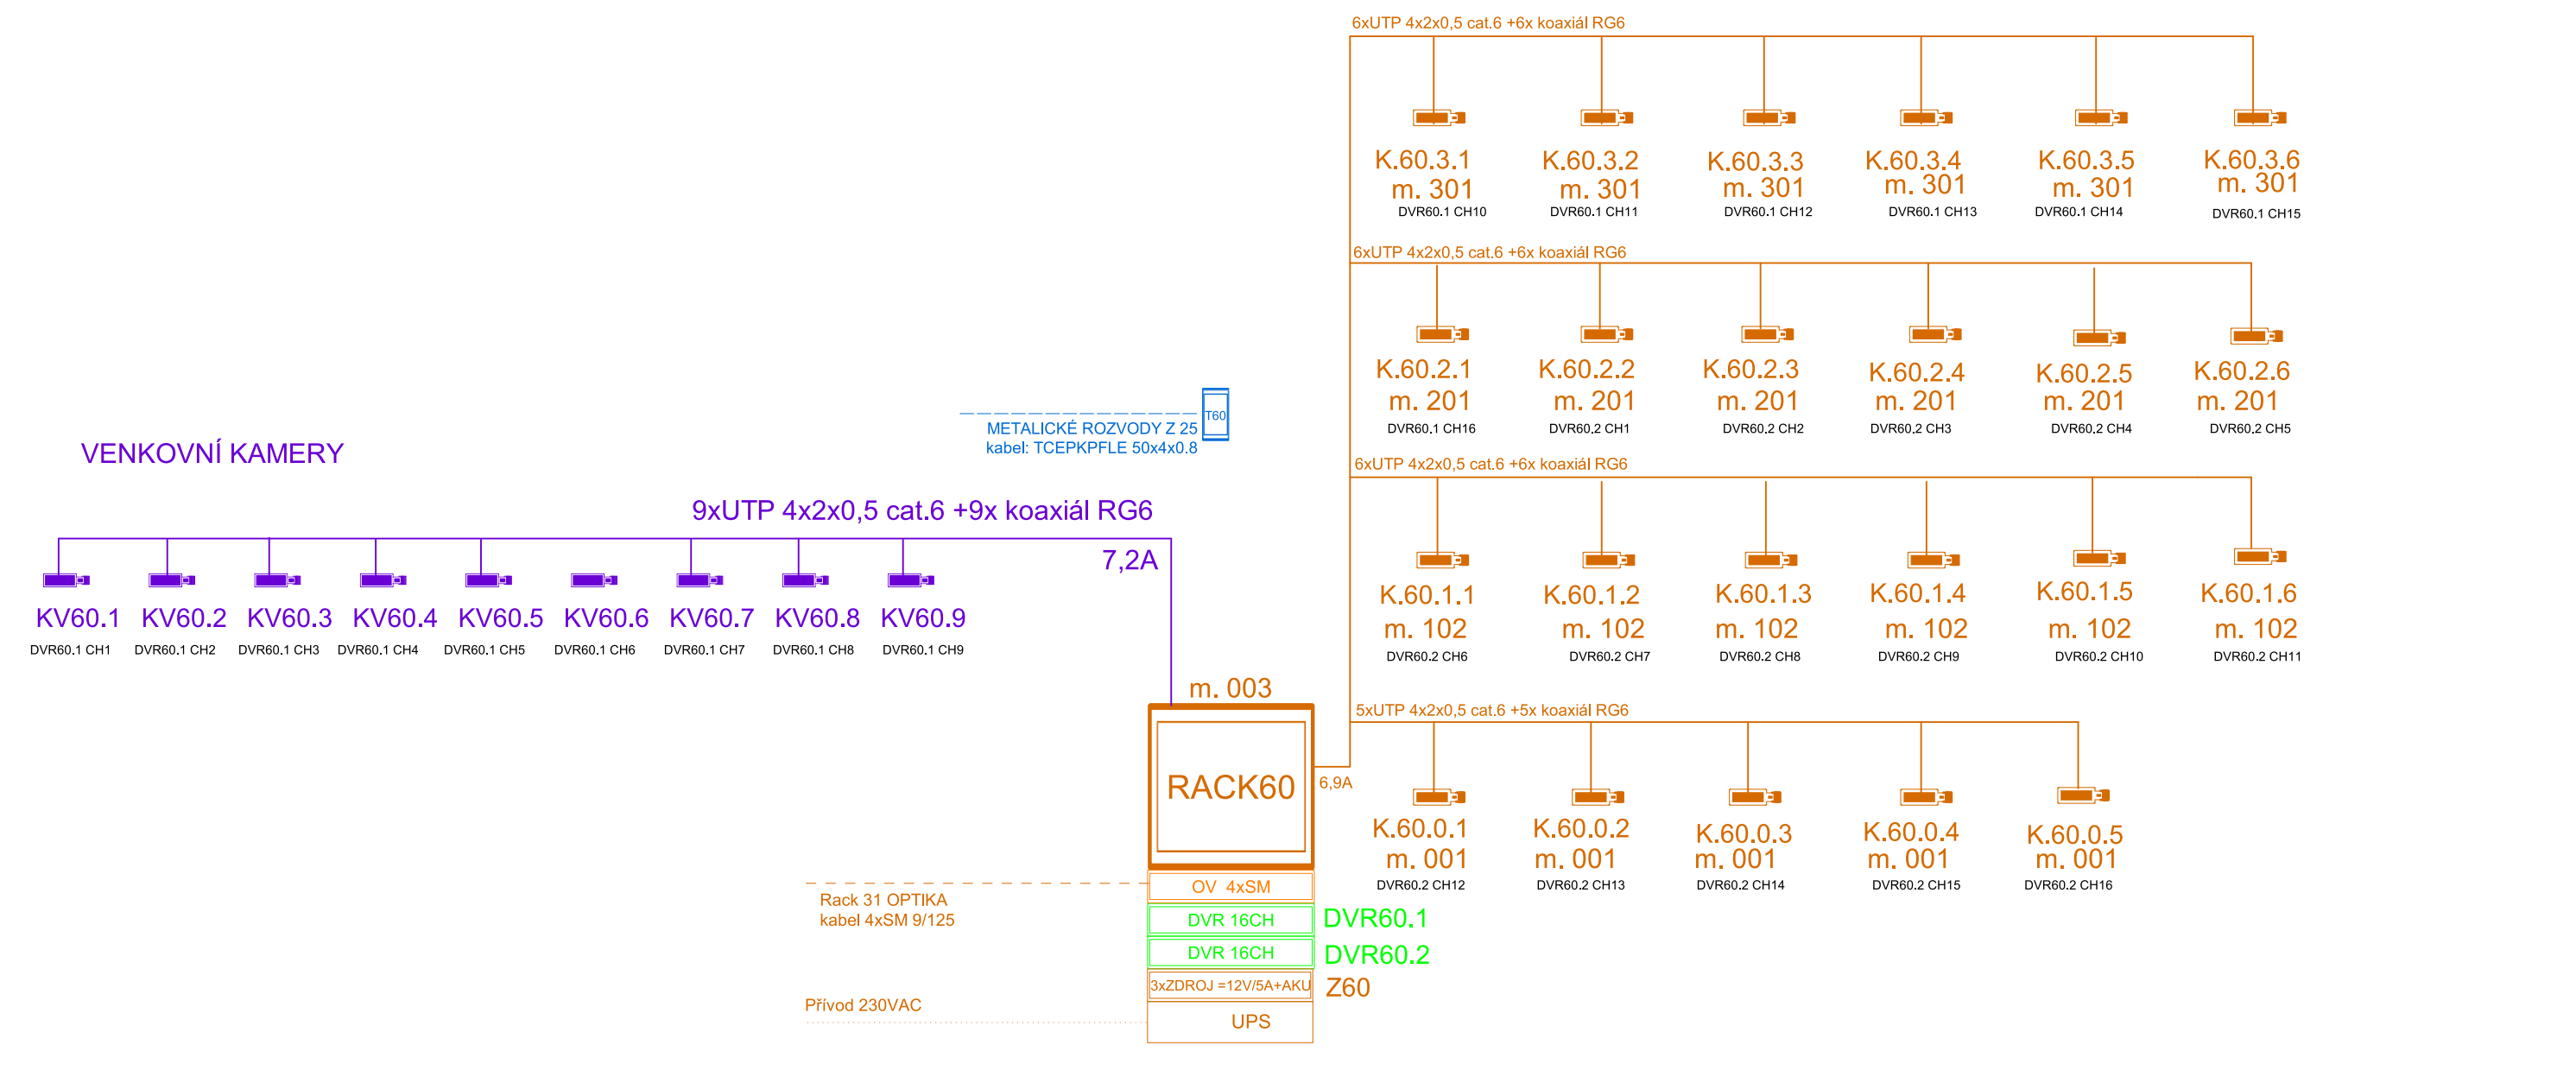 6xUTP 4x2x0,5 cat.6 +6x koaxiál RG6
K.60.3.1 K.60.3.2 K.60.3.3 K.60.3.4 K.60.3.5 K.60.3.6
m. 301 m. 301 m. 301 m. 301 m. 301 m. 301
DVR60.1 CH10 DVR60.1 CH11 DVR60.1 CH12 DVR60.1 CH13 DVR60.1 CH14 DVR60.1 CH15
6xUTP 4x2x0,5 cat.6 +6x koaxiál RG6
K.60.2.1 K.60.2.2 K.60.2.3 K.60.2.4 K.60.2.5 K.60.2.6
m. 201 m. 201 m. 201 m. 201 m. 201 m. 201
DVR60.1 CH16 DVR60.2 CH1 DVR60.2 CH2 DVR60.2 CH3 DVR60.2 CH4 DVR60.2 CH5
T60
METALICKÉ ROZVODY Z 25
kabel: TCEPKPFLE 50x4x0.8
VENKOVNÍ KAMERY
6xUTP 4x2x0,5 cat.6 +6x koaxiál RG6
9xUTP 4x2x0,5 cat.6 +9x koaxiál RG6
7,2A
KV60.1 KV60.2 KV60.3 KV60.4 KV60.5 KV60.6 KV60.7 KV60.8 KV60.9
DVR60.1 CH1 DVR60.1 CH2 DVR60.1 CH3 DVR60.1 CH4 DVR60.1 CH5 DVR60.1 CH6 DVR60.1 CH7 DVR60.1 CH8 DVR60.1 CH9
K.60.1.1 K.60.1.2 K.60.1.3 K.60.1.4 K.60.1.5 K.60.1.6
m. 102 m. 102 m. 102 m. 102 m. 102 m. 102
DVR60.2 CH6 DVR60.2 CH7 DVR60.2 CH8 DVR60.2 CH9 DVR60.2 CH10 DVR60.2 CH11
m. 003
RACK60
6,9A
5xUTP 4x2x0,5 cat.6 +5x koaxiál RG6
K.60.0.1 K.60.0.2 K.60.0.3 K.60.0.4 K.60.0.5
m. 001 m. 001 m. 001 m. 001 m. 001
DVR60.2 CH12 DVR60.2 CH13 DVR60.2 CH14 DVR60.2 CH15 DVR60.2 CH16
OV 4xSM
Rack 31 OPTIKA
kabel 4xSM 9/125
DVR 16CH DVR60.1
DVR 16CH DVR60.2
3xZDROJ =12V/5A+AKU Z60
Přívod 230VAC
UPS